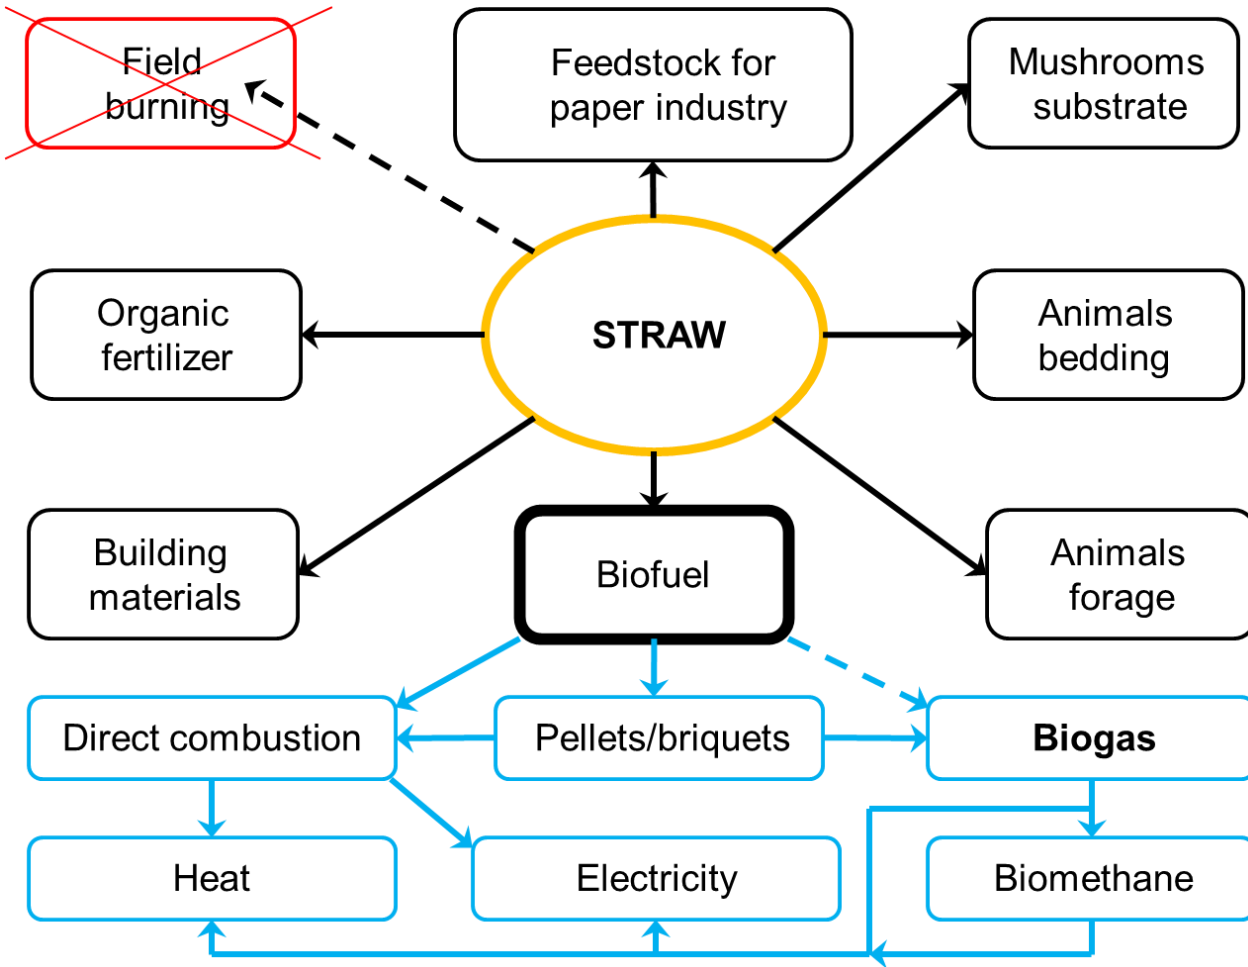 Field
burning
Feedstock for
paper industry
Mushrooms
substrate
Organic
fertilizer
STRAW
Animals
bedding
Building
materials
Biofuel
Animals
forage
Direct combustion
Pellets/briquets
Biogas
Heat
Electricity
Biomethane